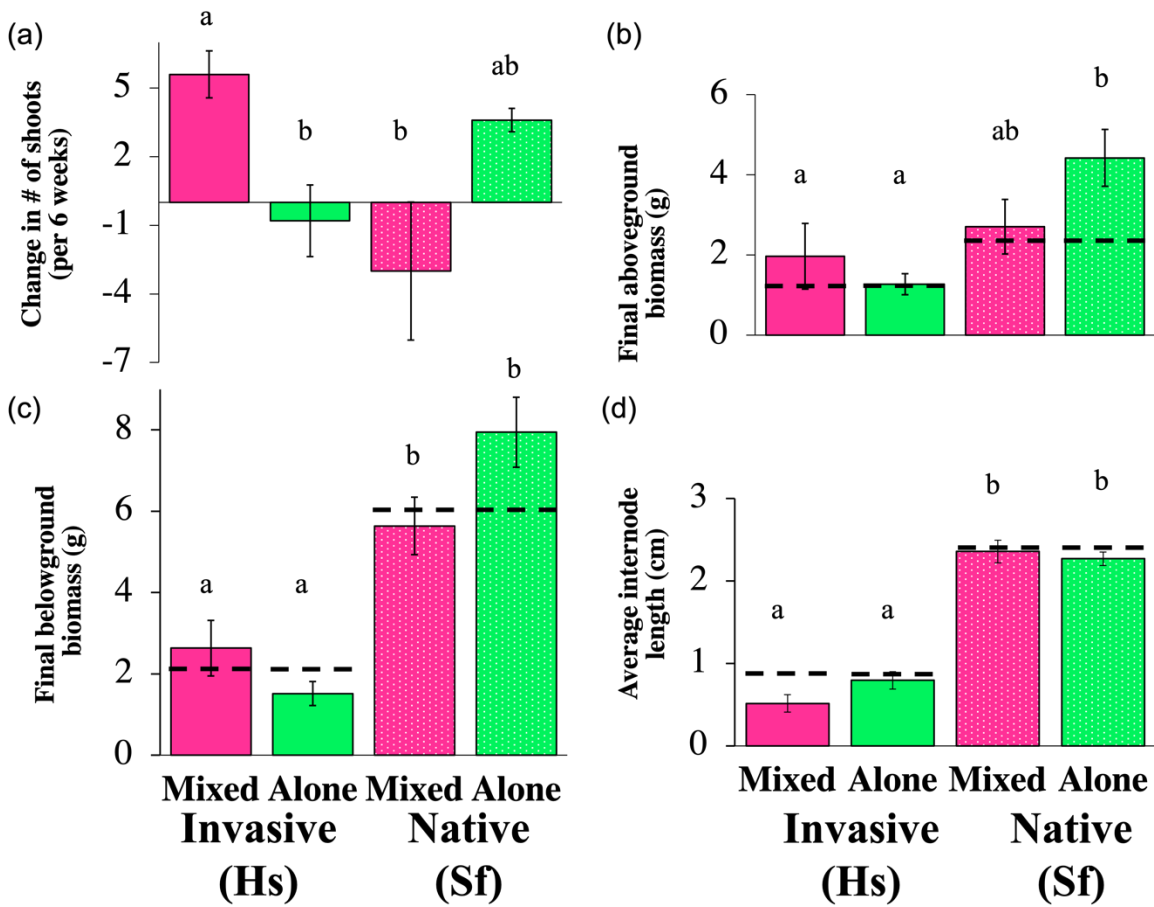 (a)
Change in # of shoots
(per 6 weeks)
5
2
-1
-4
-7
a
b
b
ab
(b)
Final aboveground
biomass (g)
6
4
2
0
a
a
ab
b
(c)
Final belowground
biomass (g)
8
6
4
2
0
a
a
b
b
Mixed Alone Mixed Alone
Invasive Native
(Hs) (Sf)
(d)
Average internode
length (cm)
3
2
1
0
a
a
b
b
Mixed Alone Mixed Alone
Invasive Native
(Hs) (Sf)